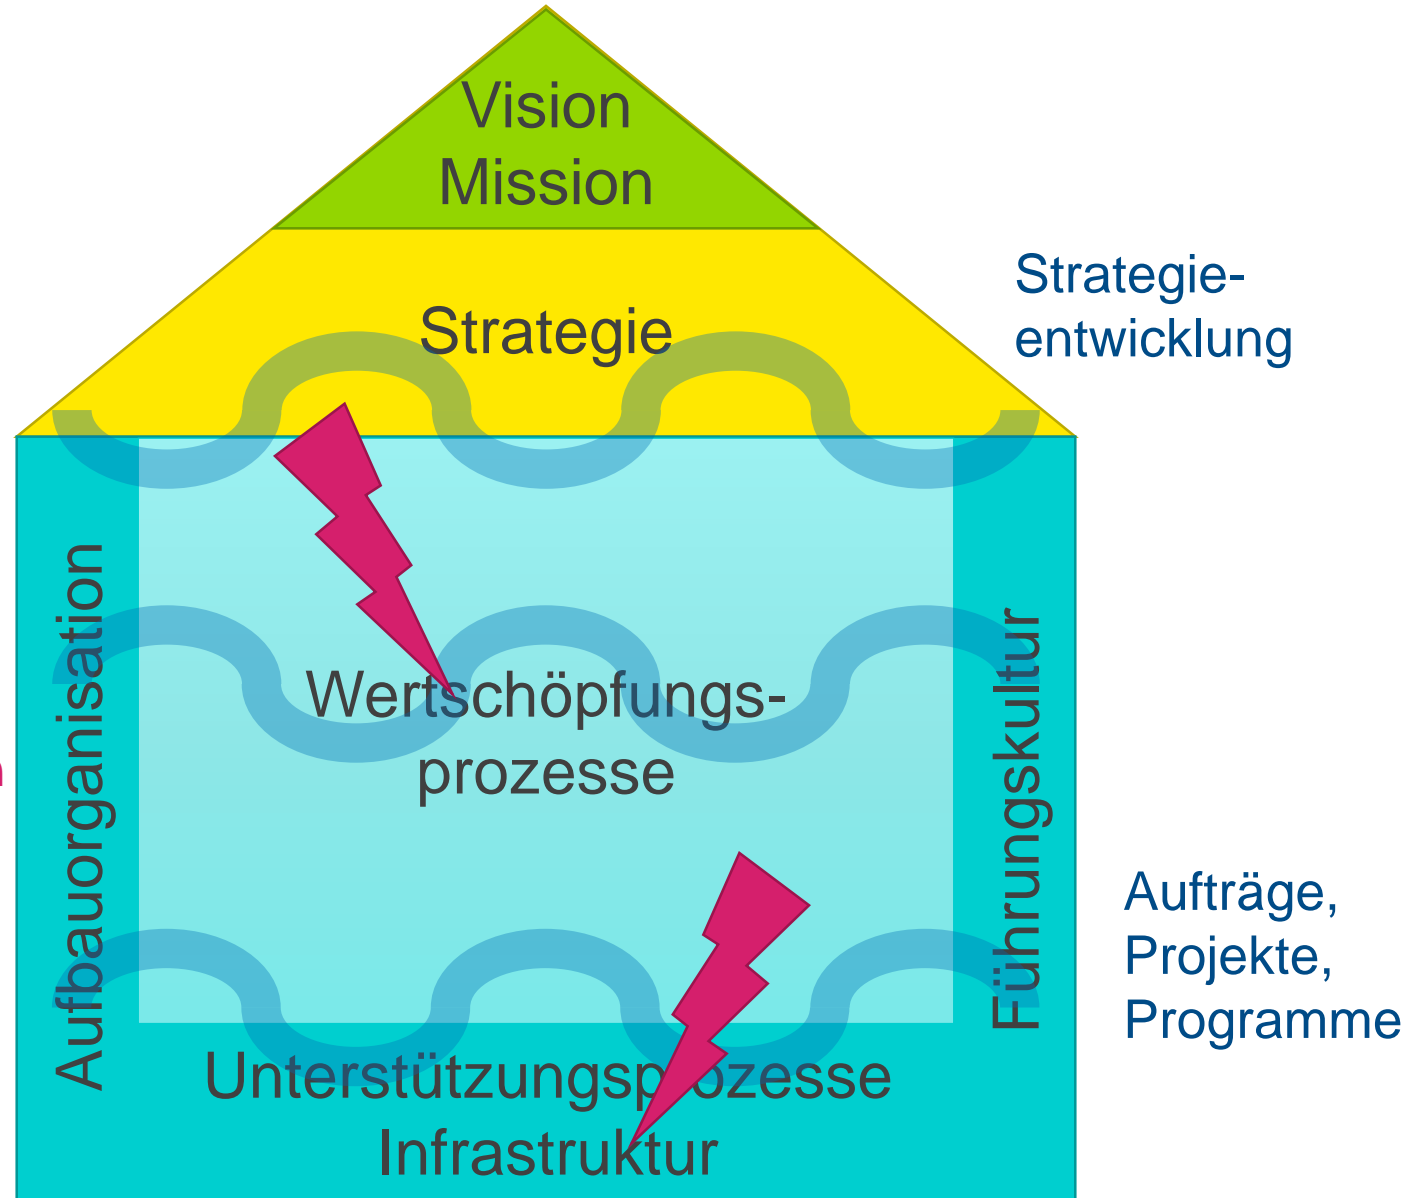 Vision
Mission
Strategie
Strategie-
entwicklung
Aufbauorganisation
Wertschöpfungs-
prozesse
Führungskultur
Aufträge,
Projekte,
Programme
Unterstützungsprozesse
Infrastruktur